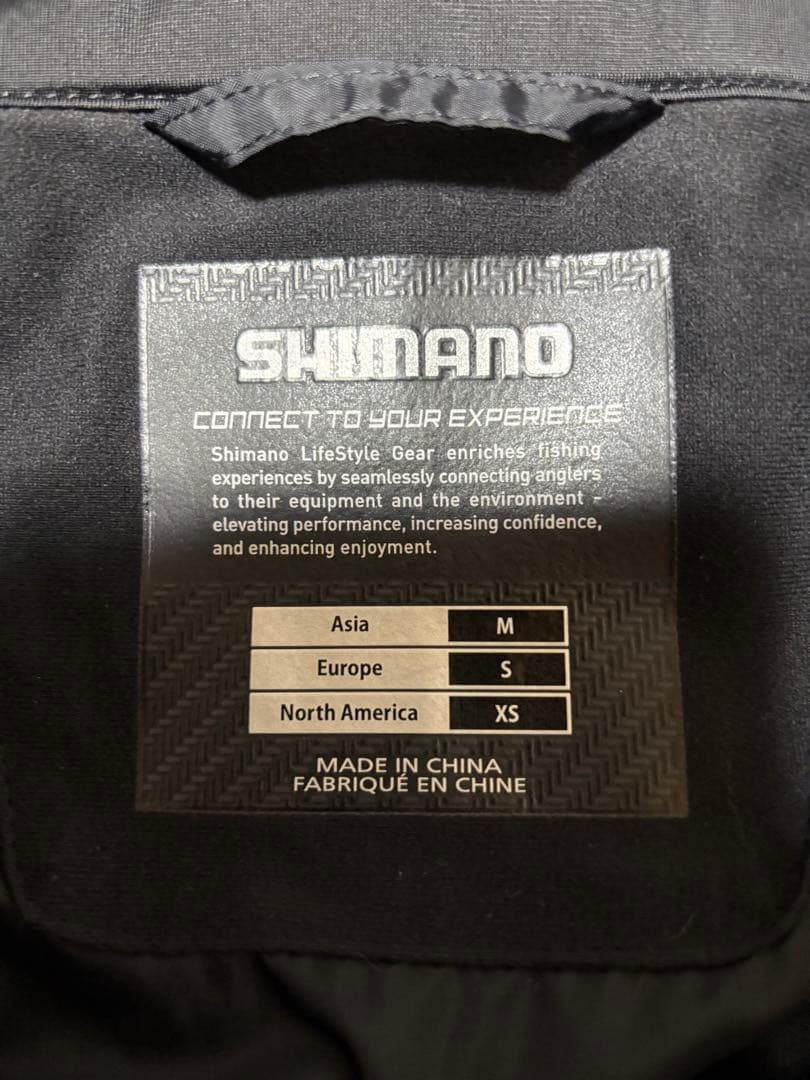 SHIMANO
CONNECT TO YOUR EXPERIENCE
Shimano LifeStyle Gear enriches fishing
experiences by seamlessly connecting anglers
to their equipment and the environment -
elevating performance, increasing confidence,
and enhancing enjoyment.
Asia M
Europe S
North America XS
MADE IN CHINA
FABRIQUÉ EN CHINE